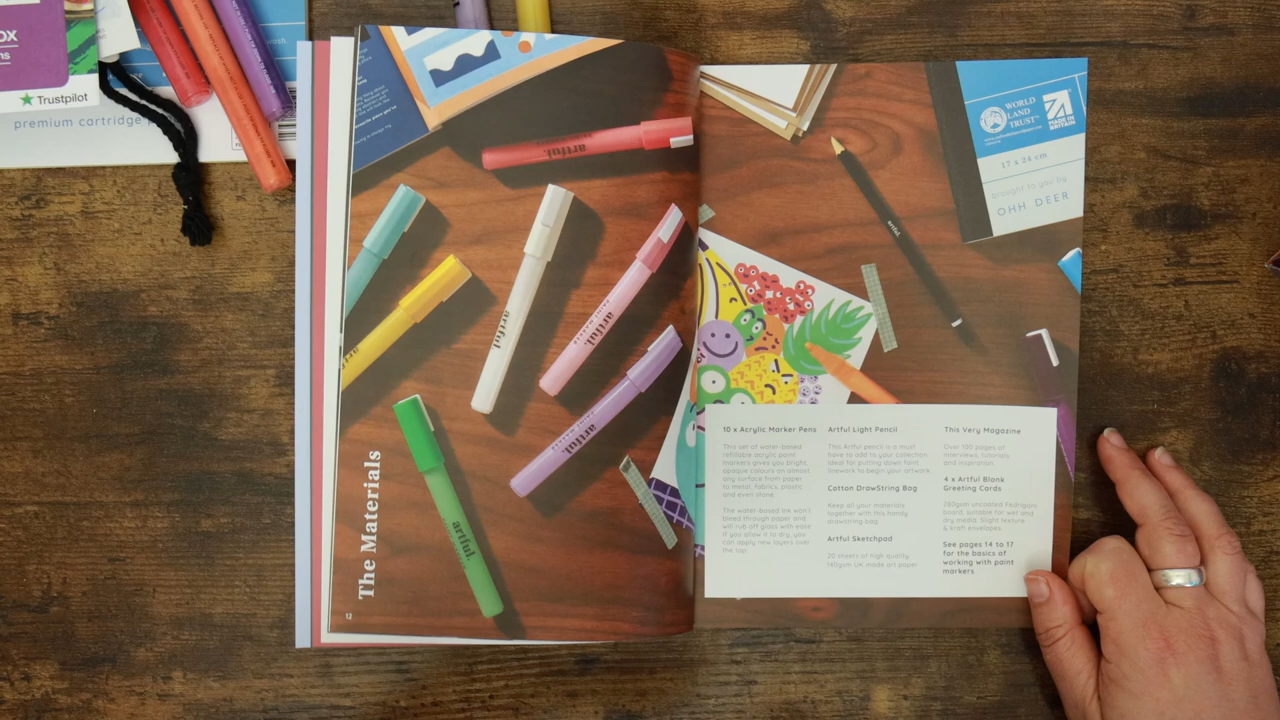 ox
ns
Trustpilot
premium cartridge p
The Materials
12
artful.
artful.
artful.
artful.
artful.
artful.
WORLD
LAND
TRUST™
MADE IN
BRITAIN
17 x 24 cm
brought to you by
OHH DEER
10 x Acrylic Marker Pens
This set of water-based
refillable acrylic paint
markers gives you bright,
opaque colours on almost
any surface from paper
to metal, fabrics, plastic,
and even stone.
The water-based ink won't
bleed through paper and
will rub off glass with ease.
If you allow it to dry, you
can apply new layers over
the top.
Artful Light Pencil
This Artful pencil is a must
have to add to your collection
Ideal for putting down faint
linework to begin your artwork.
Cotton DrawString Bag
Keep all your materials
together with this handy
drawstring bag.
Artful Sketchpad
20 sheets of high quality
160gsm UK made art paper
This Very Magazine
Over 100 pages of
interviews, tutorials
and inspiration.
4 x Artful Blank
Greeting Cards
280gsm uncoated Fedrigoni
board, suitable for wet and
dry media. Slight texture
& kraft envelopes.
See pages 14 to 17
for the basics of
working with paint
markers